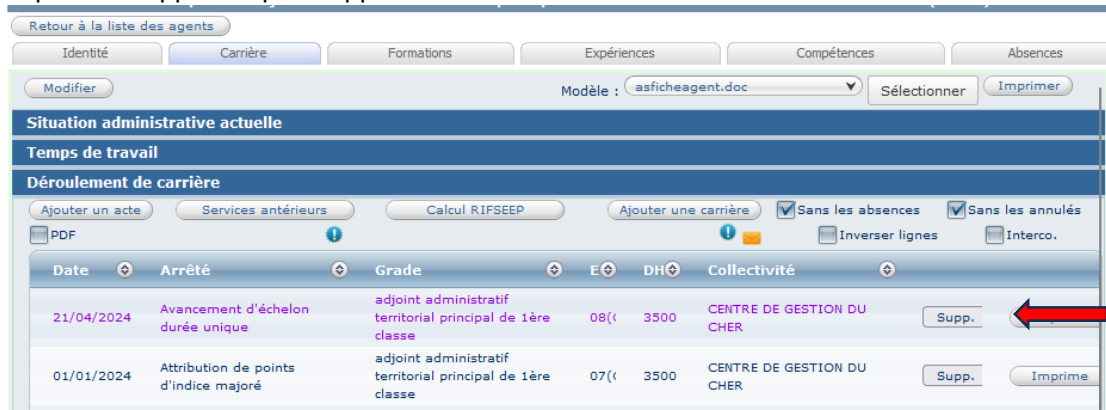 Retour à la liste des agents
Identité Carrière Formations Expériences Compétences Absences
Modifier Modèle : asficheagent.doc Sélectionner Imprimer
Situation administrative actuelle
Temps de travail
Déroulement de carrière
Ajouter un acte Services antérieurs Calcul RIFSEEP Ajouter une carrière Sans les absences Sans les annulés
PDF Inverser lignes Interco.
Date Arrêté Grade E DH Collectivité
21/04/2024 Avancement d'échelon durée unique adjoint administratif territorial principal de 1ère classe 08( 3500 CENTRE DE GESTION DU CHER Supp.
01/01/2024 Attribution de points d'indice majoré adjoint administratif territorial principal de 1ère classe 07( 3500 CENTRE DE GESTION DU CHER Supp. Imprime